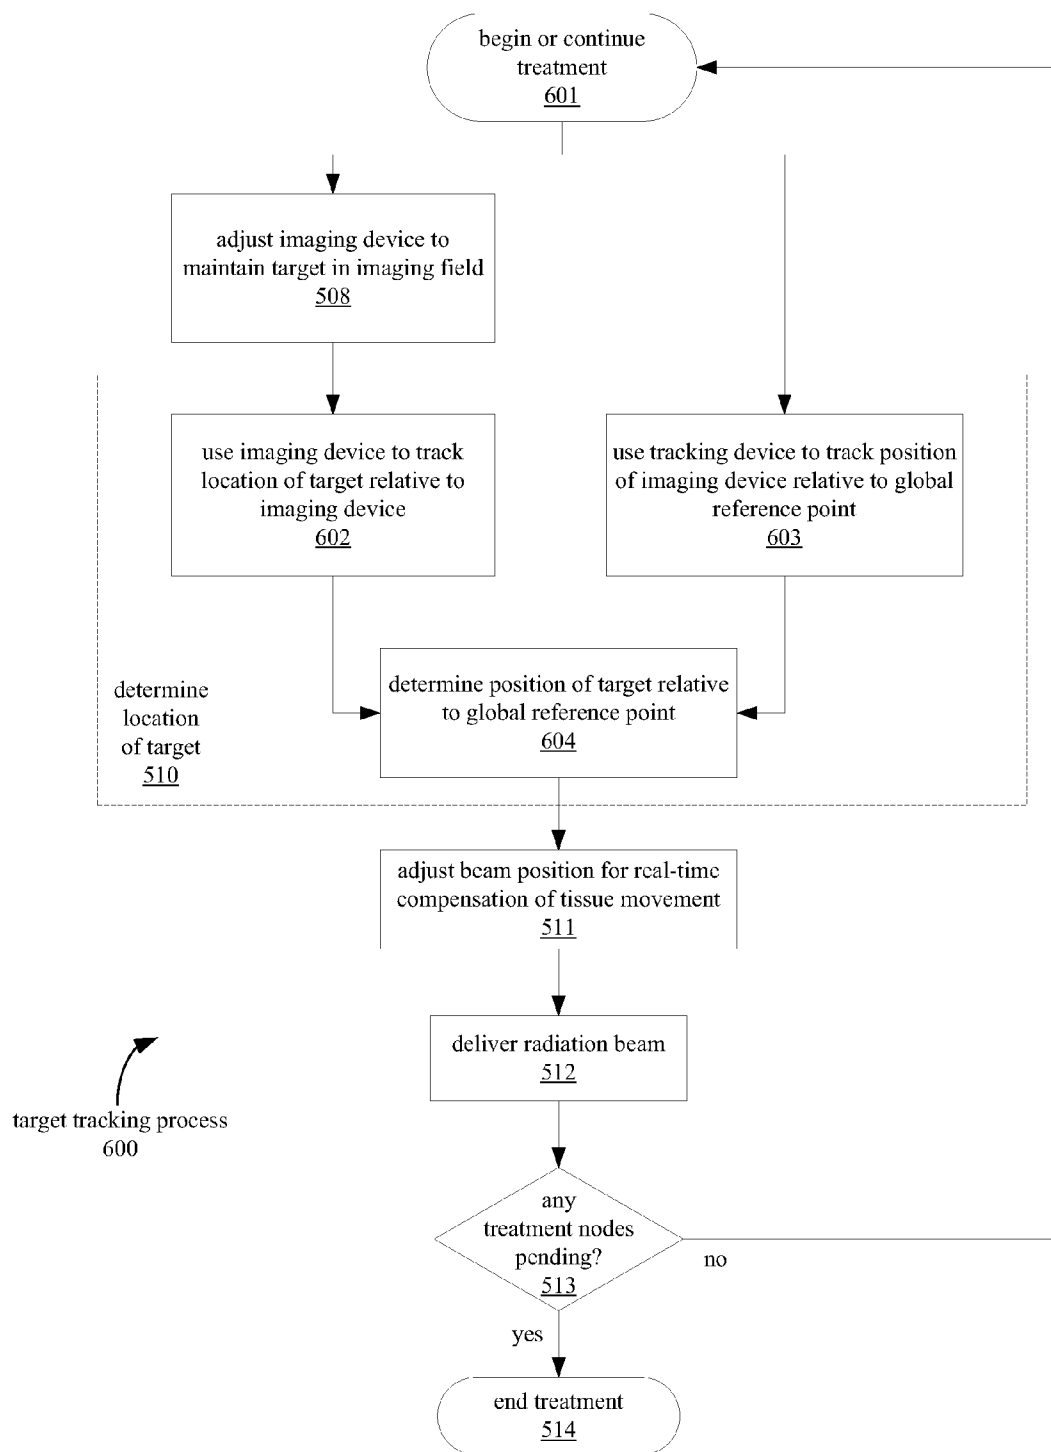 begin or continue
treatment
601
adjust imaging device to
maintain target in imaging field
508
use imaging device to track
location of target relative to
imaging device
602
use tracking device to track position
of imaging device relative to global
reference point
603
determine position of target relative
to global reference point
604
determine
location
of target
510
adjust beam position for real-time
compensation of tissue movement
511
deliver radiation beam
512
target tracking process
600
any
treatment nodes
pending?
513
no
yes
end treatment
514